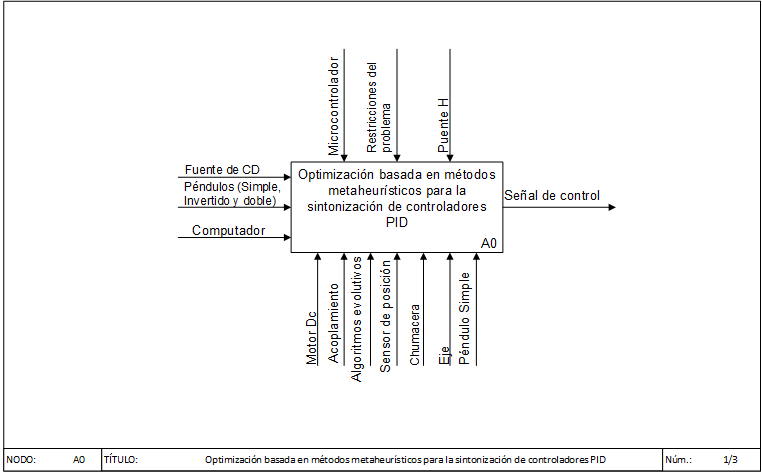 Microcontrolador
Restricciones del
problema
Puente H
Fuente de CD
Péndulos (Simple,
Invertido y doble)
Computador
Optimización basada en métodos
metaheurísticos para la
sintonización de controladores
PID
A0
Señal de control
Motor Dc
Acoplamiento
Algoritmos evolutivos
Sensor de posición
Chumacera
Eje
Péndulo Simple
NODO: A0 TÍTULO: Optimización basada en métodos metaheurísticos para la sintonización de controladores PID Núm.: 1/3